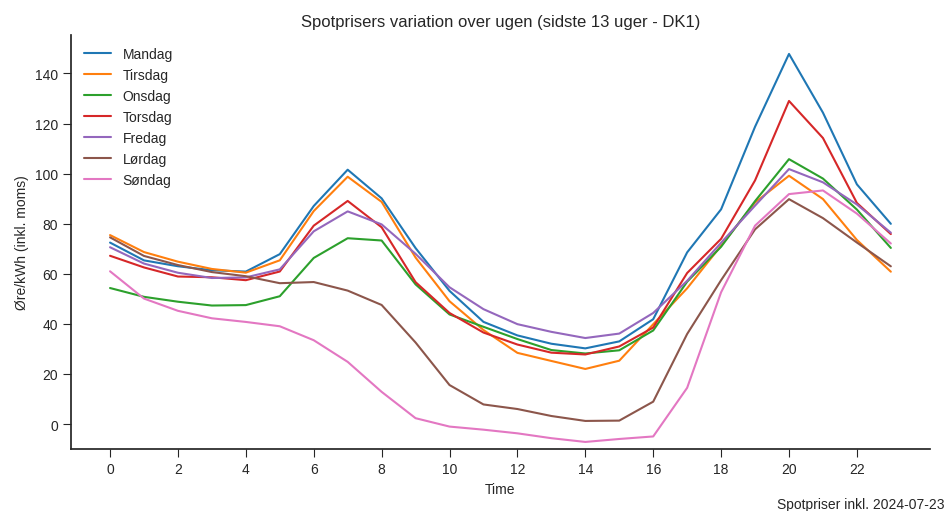 Spotprisers variation over ugen (sidste 13 uger - DK1)
Mandag
Tirsdag
Onsdag
Torsdag
Fredag
Lørdag
Søndag
Øre/kWh (inkl. moms)
140
120
100
80
60
40
20
0
0 2 4 6 8 10 12 14 16 18 20 22
Time
Spotpriser inkl. 2024-07-23